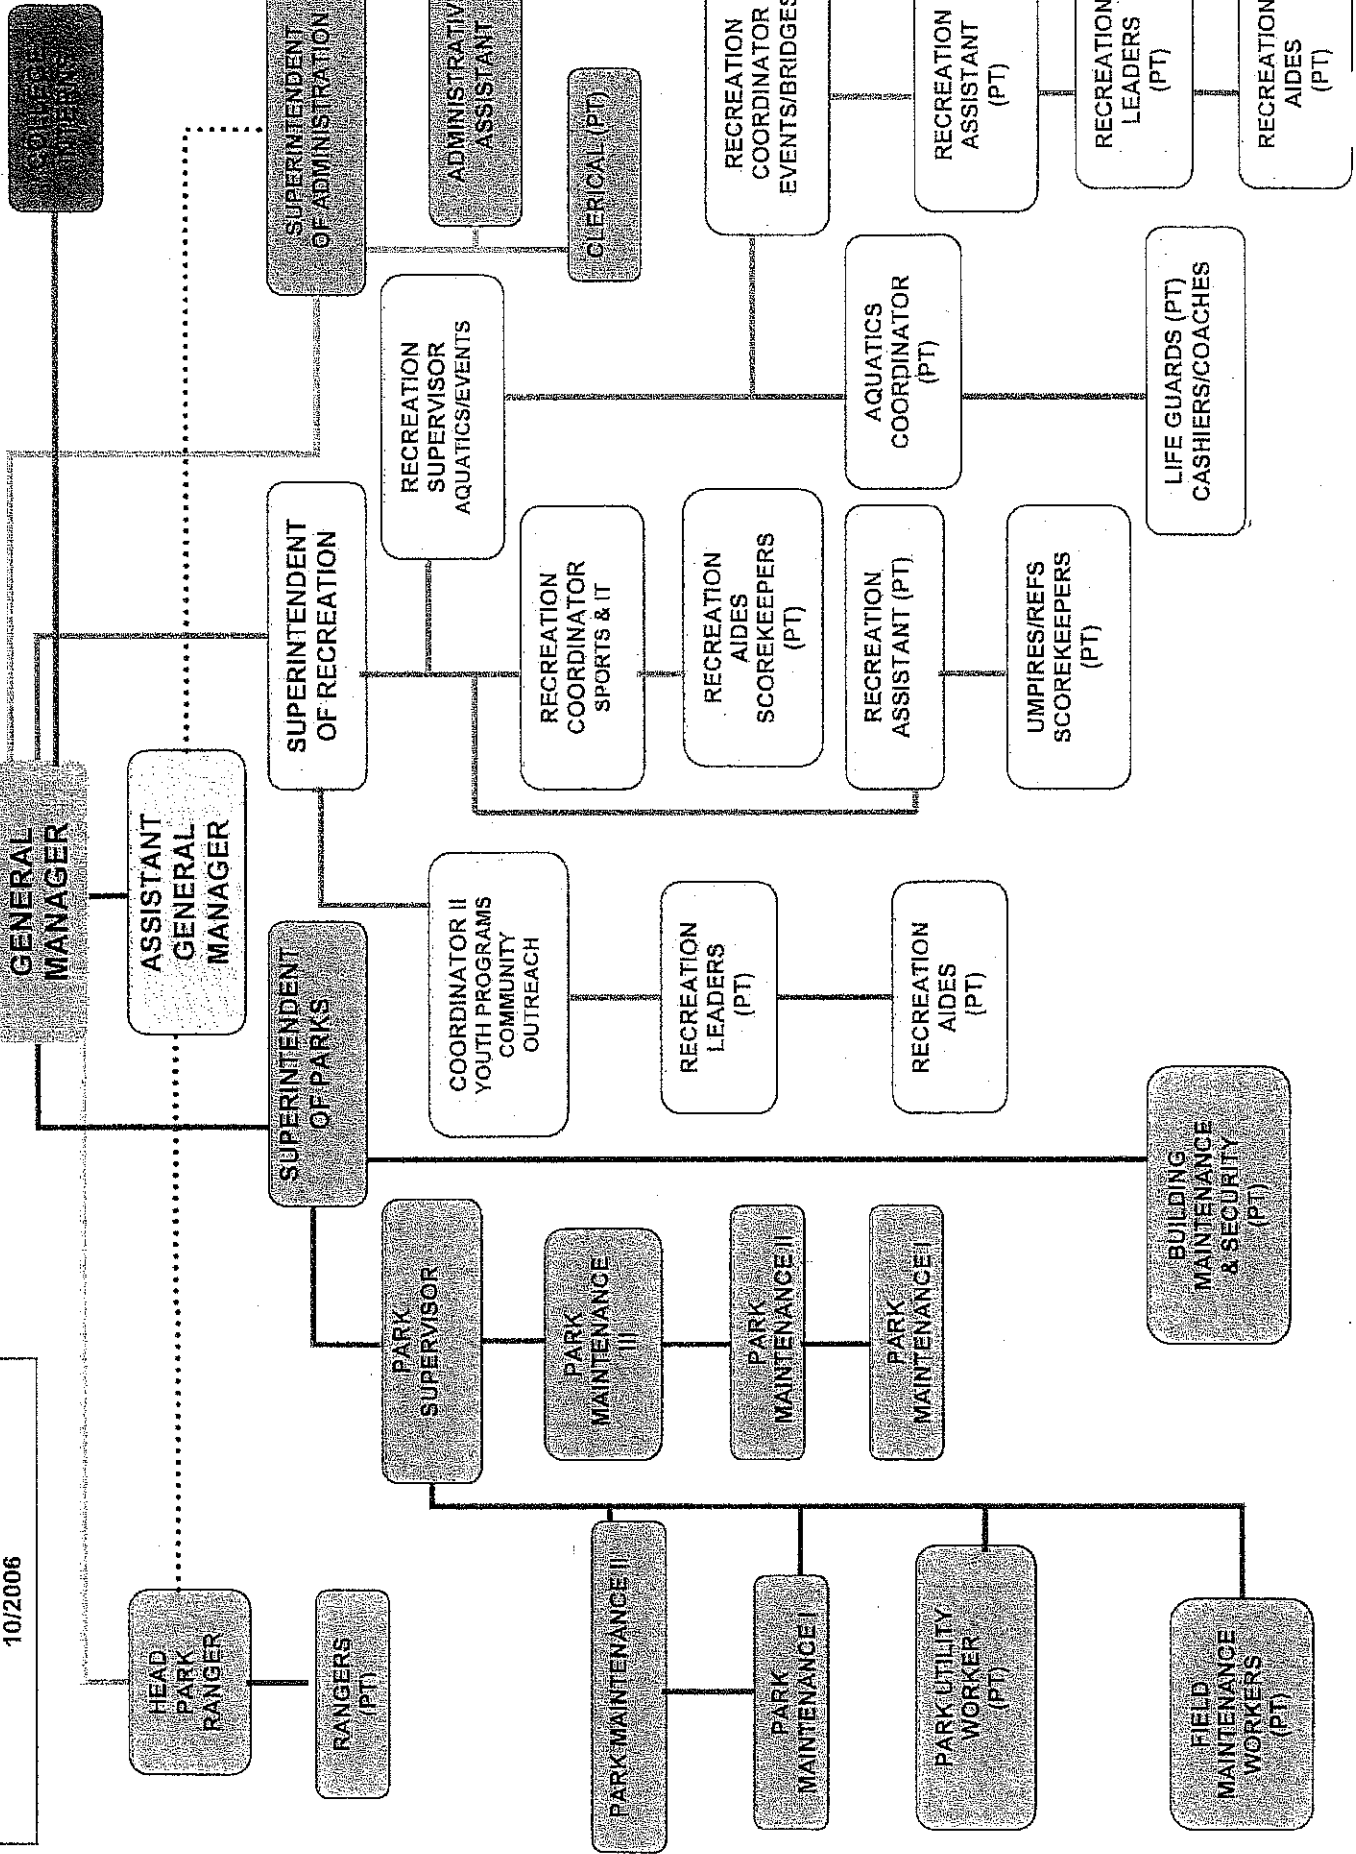 10/2006
GENERAL
MANAGER
ASSISTANT
GENERAL
MANAGER
HEAD
PARK
RANGER
RANGERS
(PT)
SUPERINTENDENT
OF PARKS
SUPERINTENDENT
OF RECREATION
SUPERINTENDENT
OF ADMINISTRATION
ADMINISTRATIV
ASSISTANT
CLERICAL (PT)
PARK
SUPERVISOR
PARK
MAINTENANCE
III
PARK
MAINTENANCE II
PARK
MAINTENANCE I
PARK MAINTENANCE II
PARK
MAINTENANCE I
PARK UTILITY
WORKER
(PT)
FIELD
MAINTENANCE
WORKERS
(PT)
BUILDING
MAINTENANCE
& SECURITY
(PT)
COORDINATOR II
YOUTH PROGRAMS
COMMUNITY
OUTREACH
RECREATION
LEADERS
(PT)
RECREATION
AIDES
(PT)
RECREATION
COORDINATOR
SPORTS & IT
RECREATION
AIDES
SCOREKEEPERS
(PT)
RECREATION
ASSISTANT (PT)
UMPIRES/REFS
SCOREKEEPERS
(PT)
RECREATION
SUPERVISOR
AQUATICS/EVENTS
AQUATICS
COORDINATOR
(PT)
LIFE GUARDS (PT)
CASHIERS/COACHES
RECREATION
COORDINATOR
EVENTS/BRIDGES
RECREATION
ASSISTANT
(PT)
RECREATION
LEADERS
(PT)
RECREATION
AIDES
(PT)